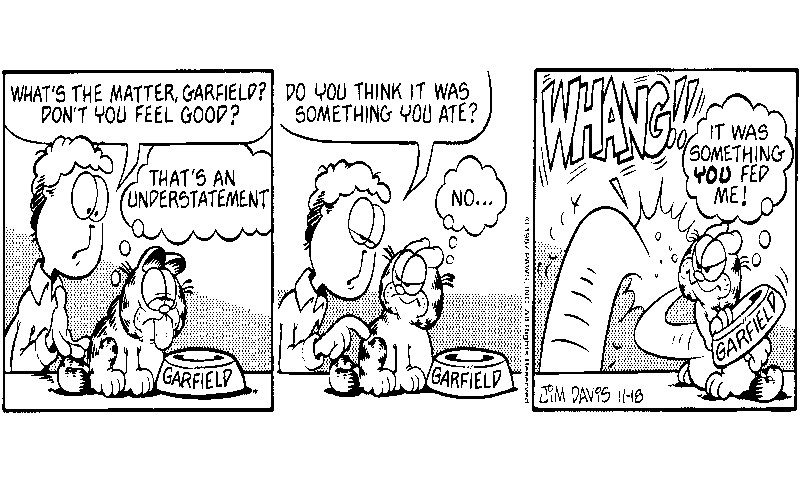 WHAT'S THE MATTER, GARFIELD?
DON'T YOU FEEL GOOD?
THAT'S AN
UNDERSTATEMENT
GARFIELD
DO YOU THINK IT WAS
SOMETHING YOU ATE?
NO...
GARFIELD
WHANG!!
IT WAS
SOMETHING
YOU FED
ME!
GARFIELD
JIM DAVIS 11-18